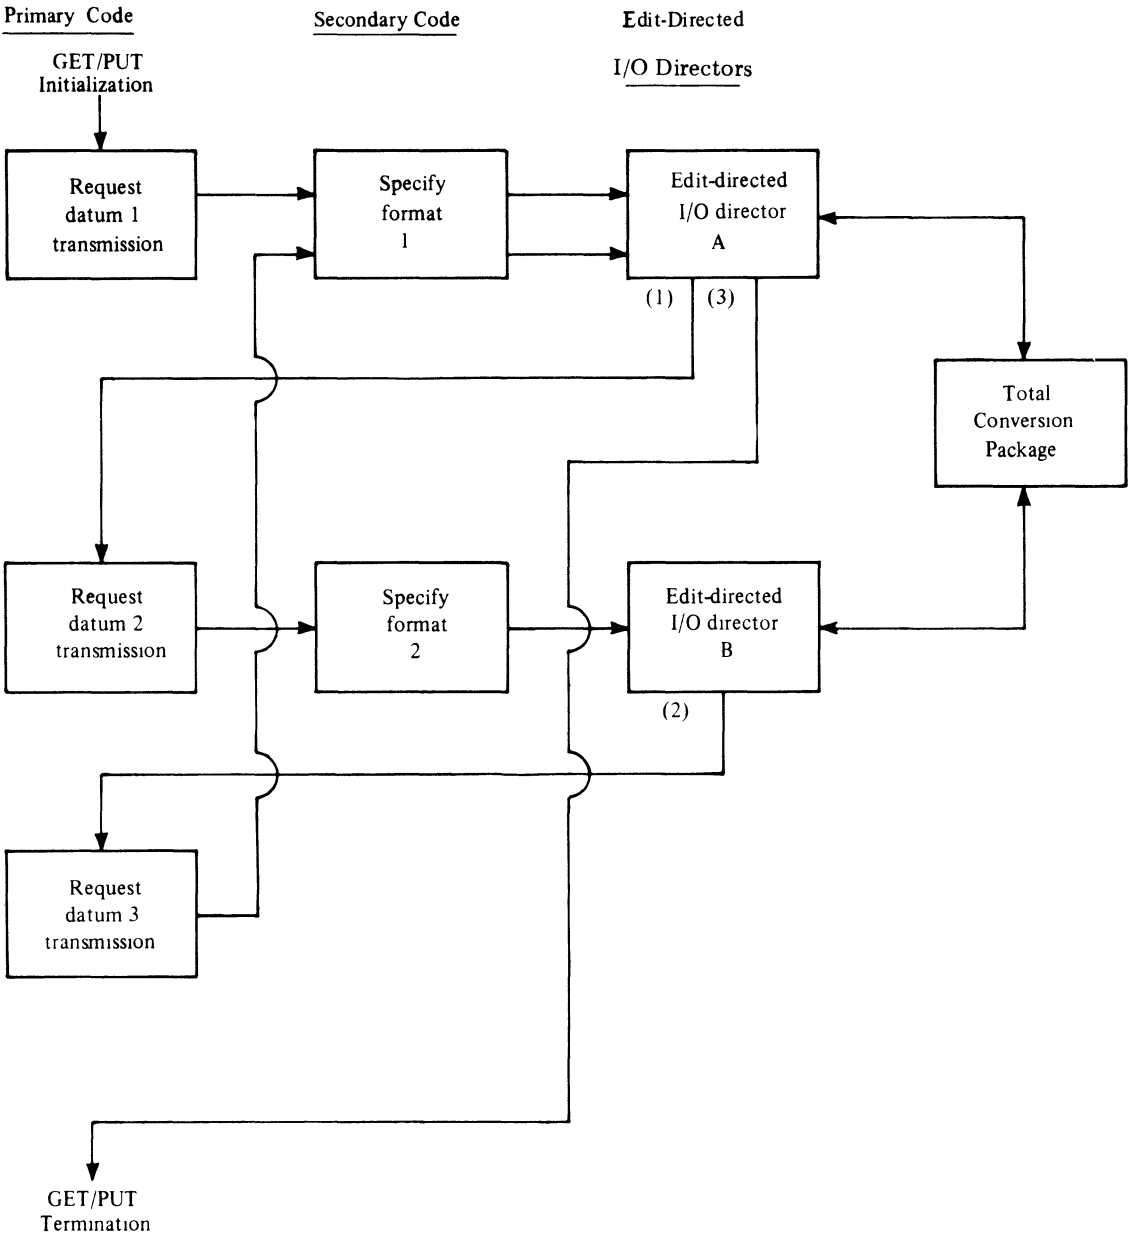 Primary Code
Secondary Code
Edit-Directed
I/O Directors
GET/PUT
Initialization
Request
datum 1
transmission
Specify
format
1
Edit-directed
I/O director
A
(1)
(3)
Total
Conversion
Package
Request
datum 2
transmission
Specify
format
2
Edit-directed
I/O director
B
(2)
Request
datum 3
transmission
GET/PUT
Termination